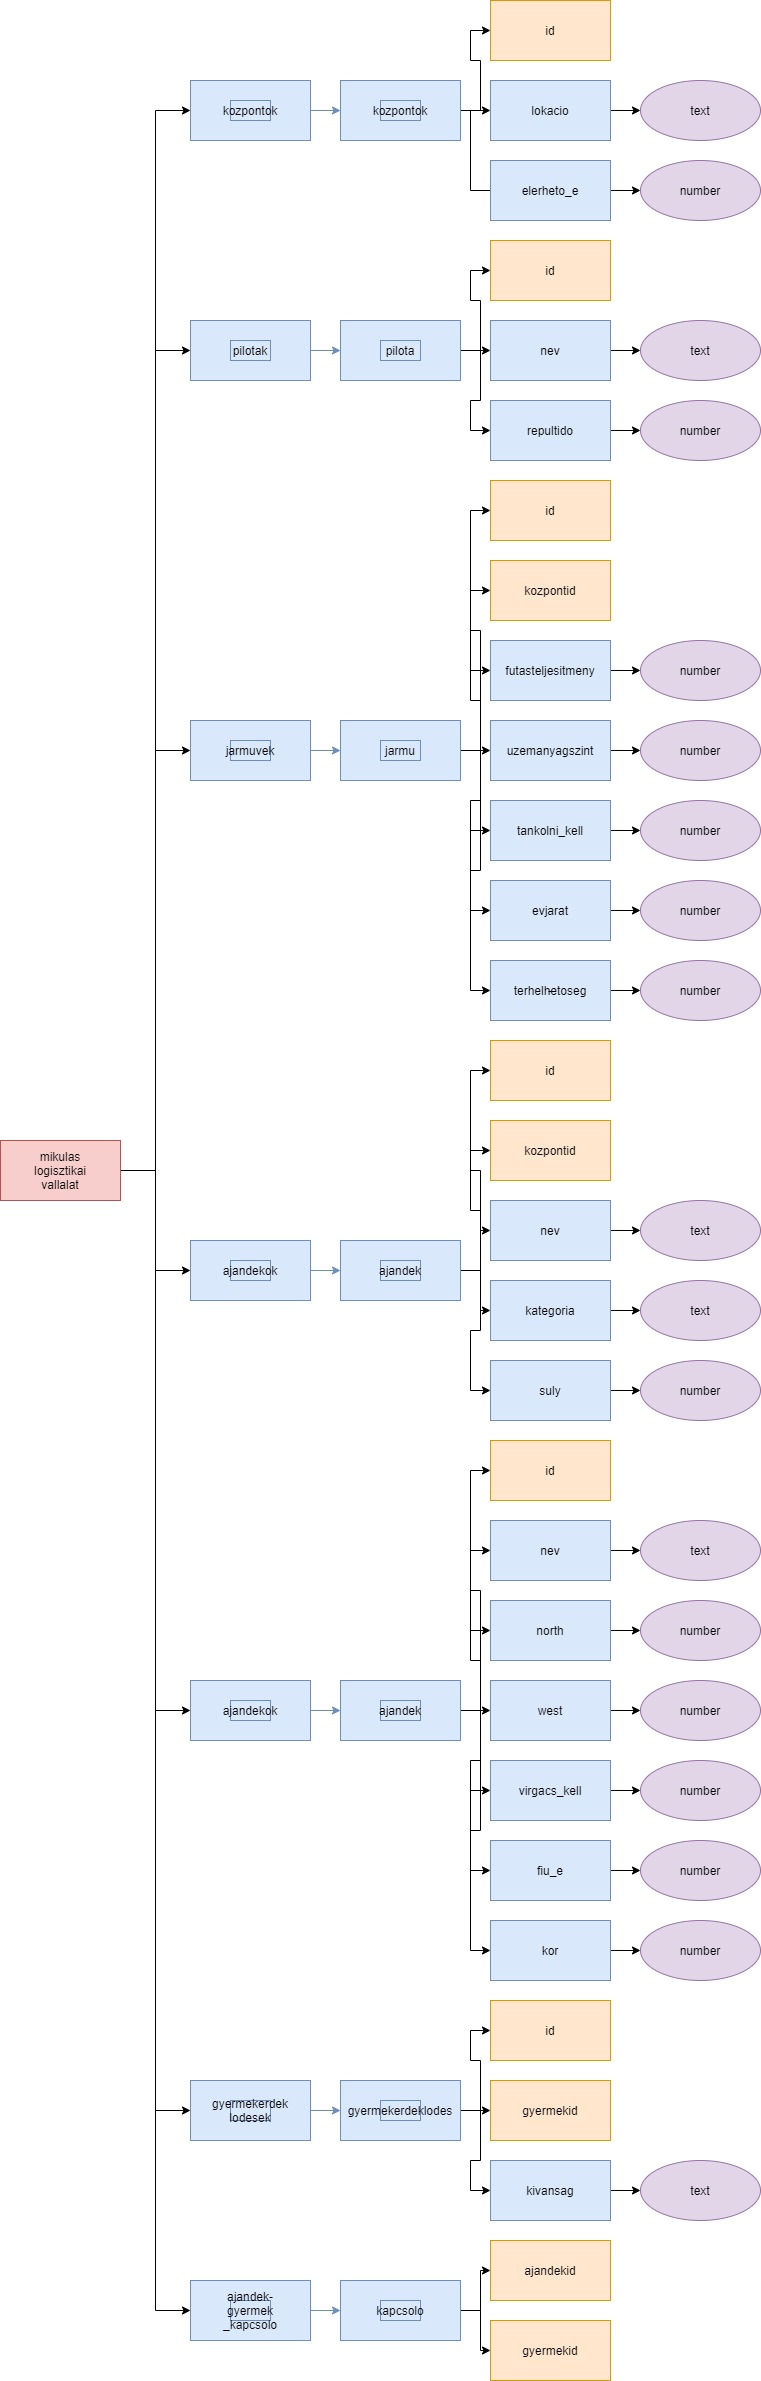 id
kozpontok
kozpontok
lokacio
text
elerheto_e
number
id
pilotak
pilota
nev
text
repultido
number
id
kozpontid
futasteljesitmeny
number
jarmuvek
jarmu
uzemanyagszint
number
tankolni_kell
number
evjarat
number
terhelhetoseg
number
id
kozpontid
mikulas
logisztikai
vallalat
nev
text
ajandekok
ajandek
kategoria
text
suly
number
id
nev
text
north
number
ajandekok
ajandek
west
number
virgacs_kell
number
fiu_e
number
kor
number
id
gyermekerdek
lodesek
gyermekerdeklodes
gyermekid
kivansag
text
ajandekid
ajandek-
gyermek
_kapcsolo
kapcsolo
gyermekid